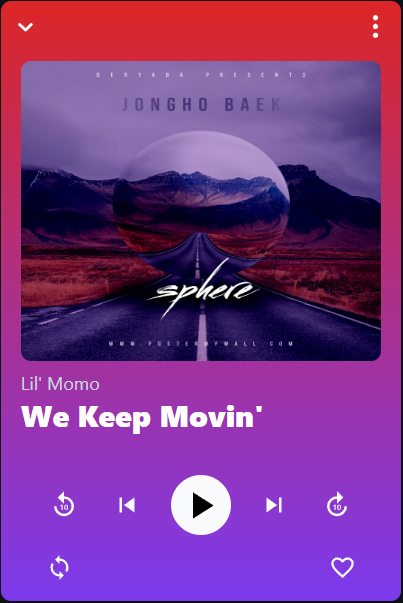 DERYADA PRESENTS
JONGHO BAEK
sphere
WWW.POSTERMYWALL.COM
Lil' Momo
We Keep Movin'
10
10